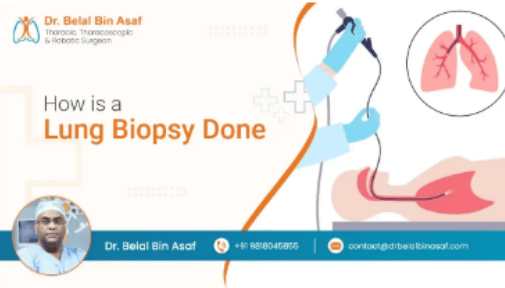 Dr. Belal Bin Asaf
Thoracic, Thoracoscopic
& Robotic Surgeon
How is a
Lung Biopsy Done
Dr. Belal Bin Asaf
+91 9818045855
contact@drbelalbinasaf.com